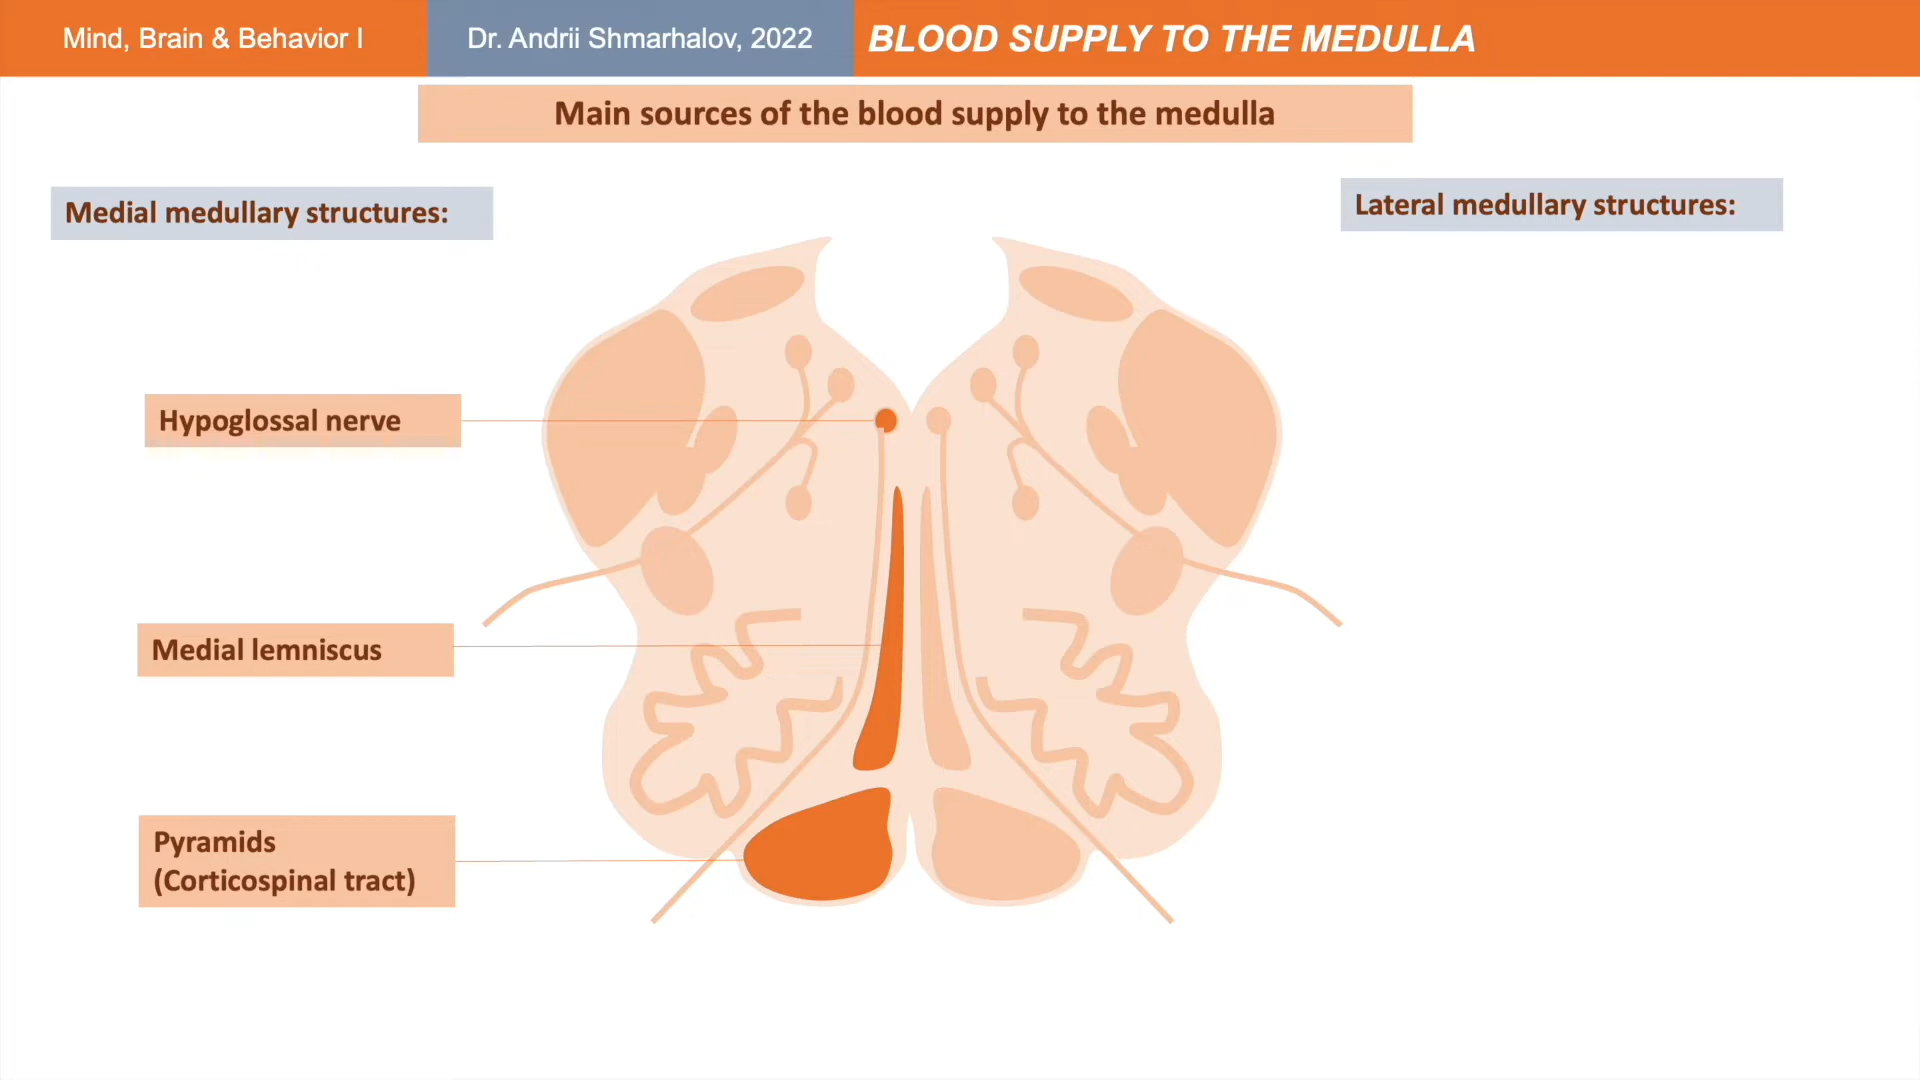 Mind, Brain & Behavior I
Dr. Andrii Shmarhalov, 2022
BLOOD SUPPLY TO THE MEDULLA
Main sources of the blood supply to the medulla
Medial medullary structures:
Lateral medullary structures:
Hypoglossal nerve
Medial lemniscus
Pyramids
(Corticospinal tract)